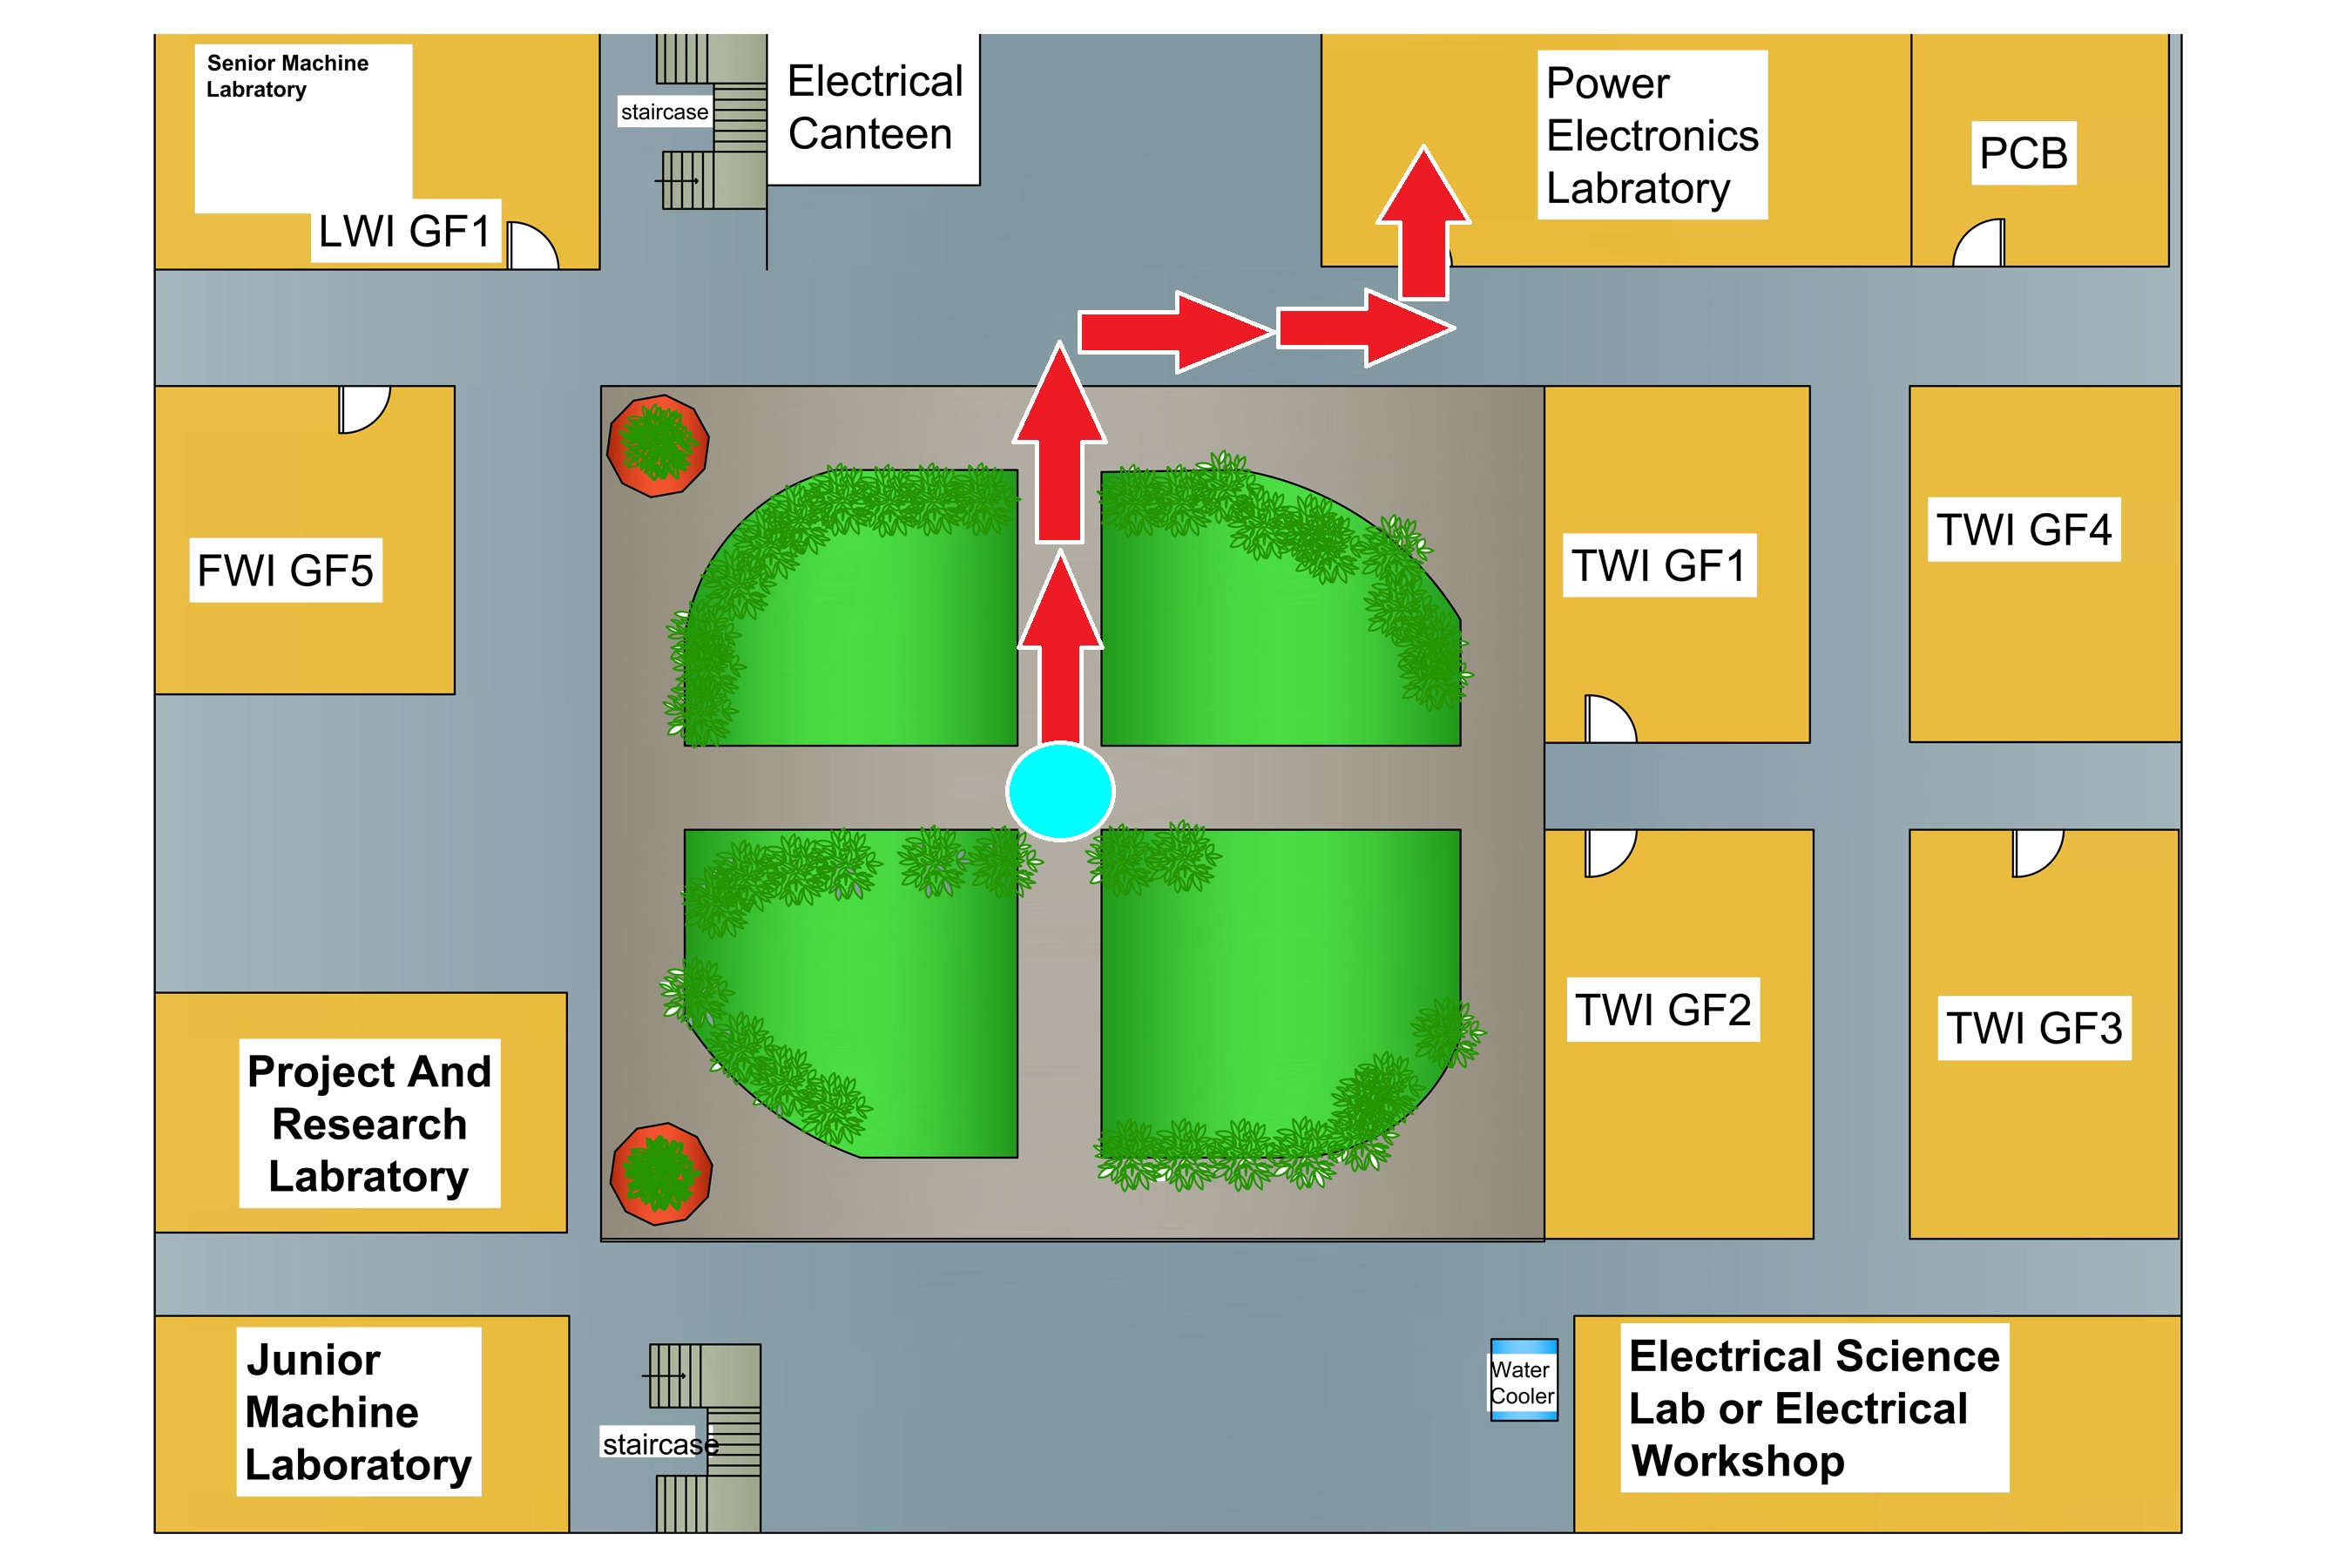 Senior Machine
Labratory
LWI GF1
staircase
Electrical
Canteen
Power
Electronics
Labratory
PCB
FWI GF5
TWI GF1
TWI GF4
Project And
Research
Labratory
TWI GF2
TWI GF3
Junior
Machine
Laboratory
staircase
Water
Cooler
Electrical Science
Lab or Electrical
Workshop